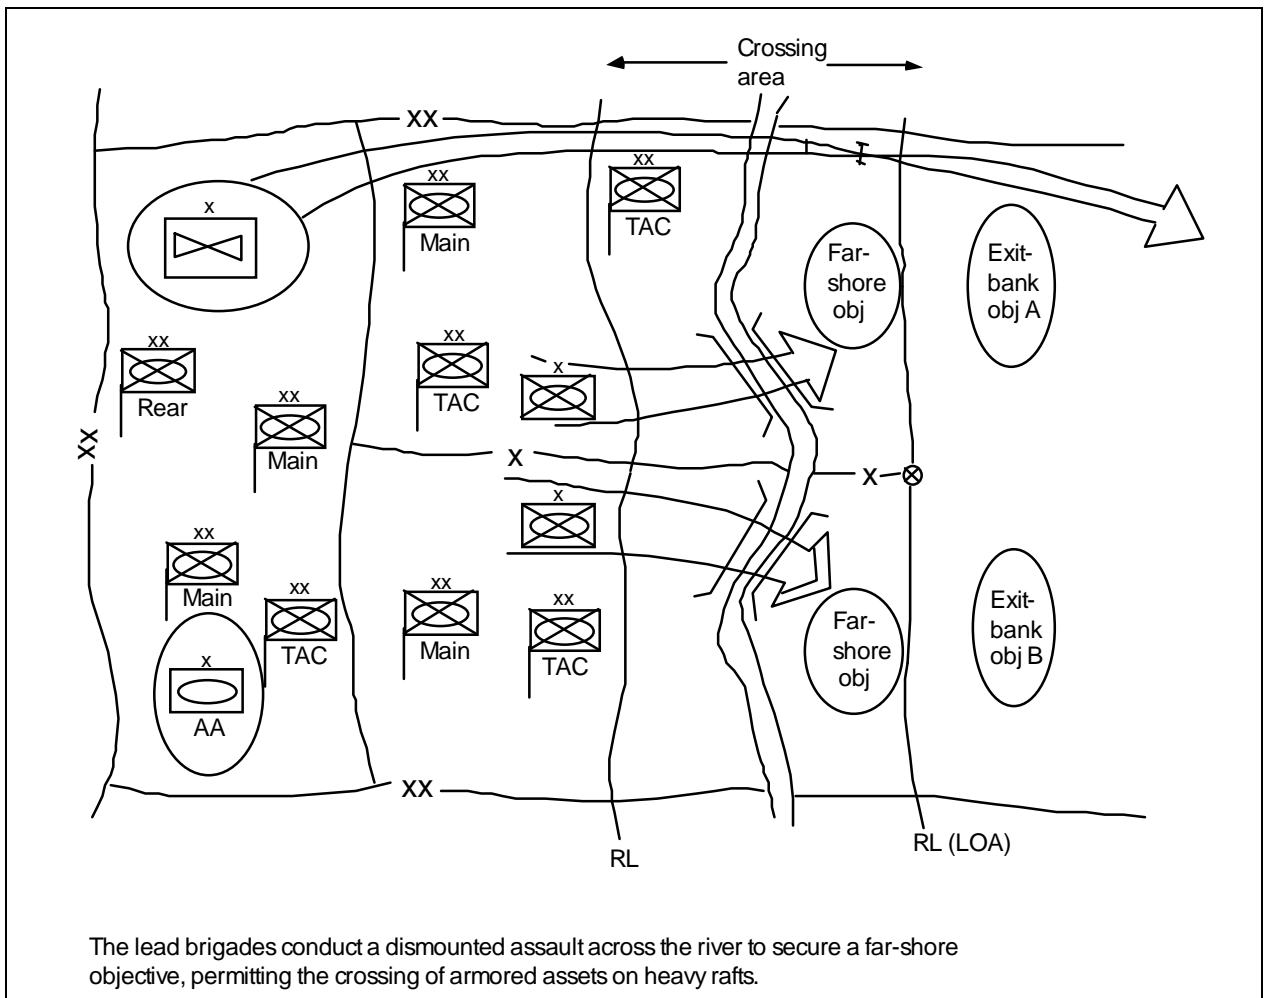 Crossing
area
XX
XX
XX
TAC
XX
Main
X
Far-
shore
obj
Exit-
bank
obj A
XX
TAC
X
XX
Rear
XX
Main
XX
X
X
X
XX
Main
XX
TAC
XX
Main
XX
TAC
X
AA
Far-
shore
obj
Exit-
bank
obj B
XX
RL
RL (LOA)
The lead brigades conduct a dismounted assault across the river to secure a far-shore
objective, permitting the crossing of armored assets on heavy rafts.